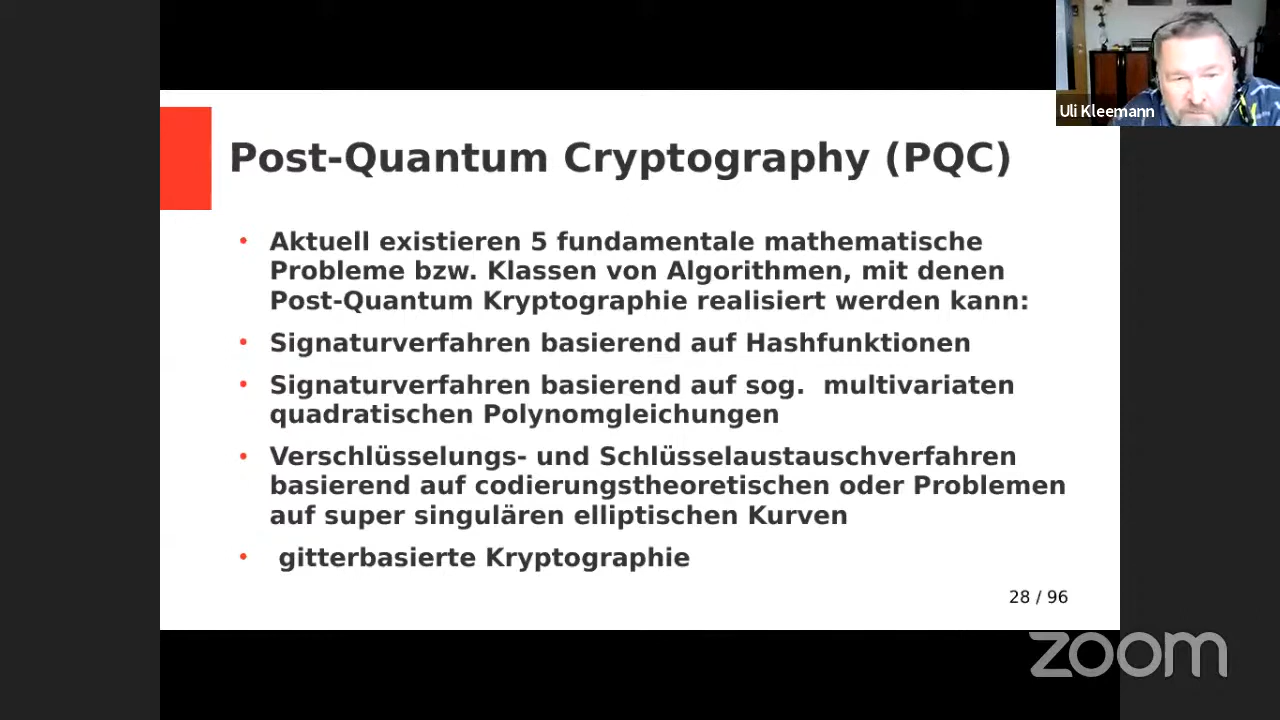 Uli Kleemann
Post-Quantum Cryptography (PQC)
• Aktuell existieren 5 fundamentale mathematische
Probleme bzw. Klassen von Algorithmen, mit denen
Post-Quantum Kryptographie realisiert werden kann:
• Signaturverfahren basierend auf Hashfunktionen
• Signaturverfahren basierend auf sog.  multivariaten
quadratischen Polynomgleichungen
• Verschlüsselungs- und Schlüsselaustauschverfahren
basierend auf codierungstheoretischen oder Problemen
auf super singulären elliptischen Kurven
• gitterbasierte Kryptographie
28 / 96
zoom